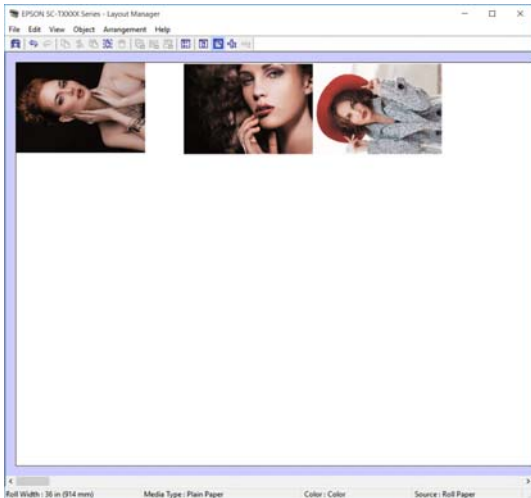 EPSON SC-TXXXX Series - Layout Manager
File Edit View Object Arrangement Help
Roll Width : 36 in (914 mm) Media Type : Plain Paper Color : Color Source : Roll Paper